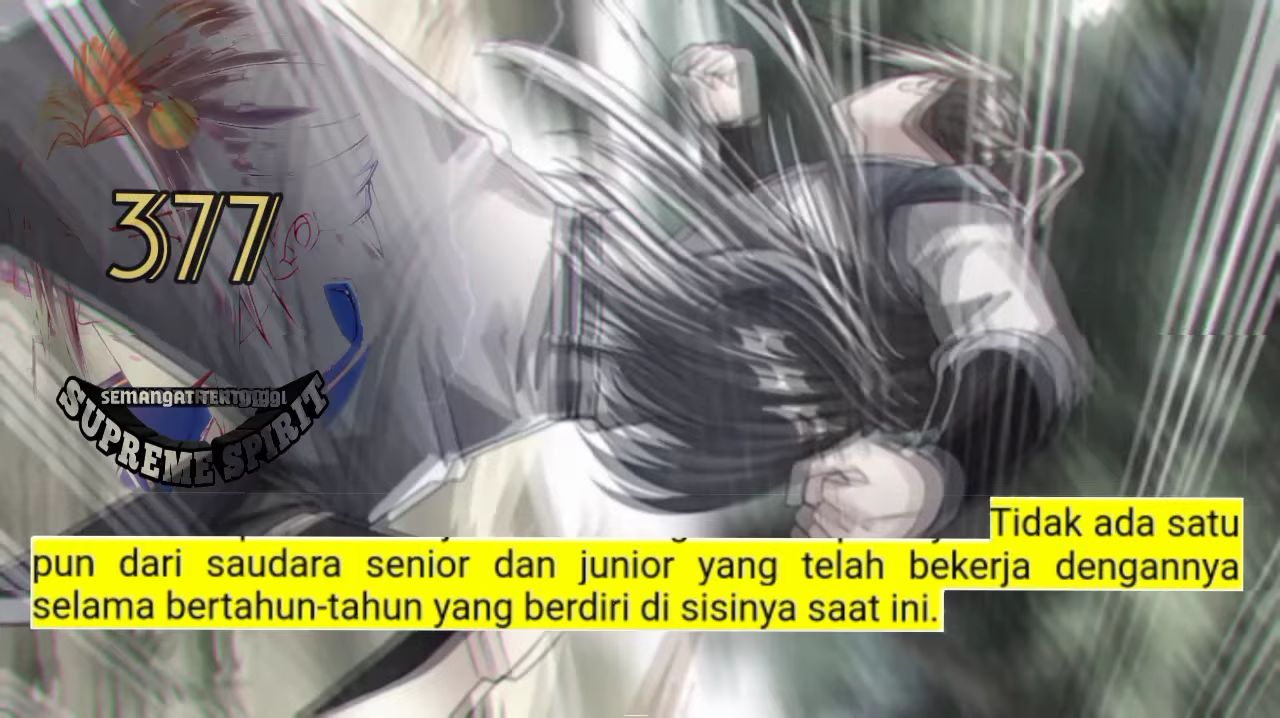 377
SEMANGAT
SUPREME SPIRIT
Tidak ada satu
pun dari saudara senior dan junior yang telah bekerja dengannya
selama bertahun-tahun yang berdiri di sisinya saat ini.